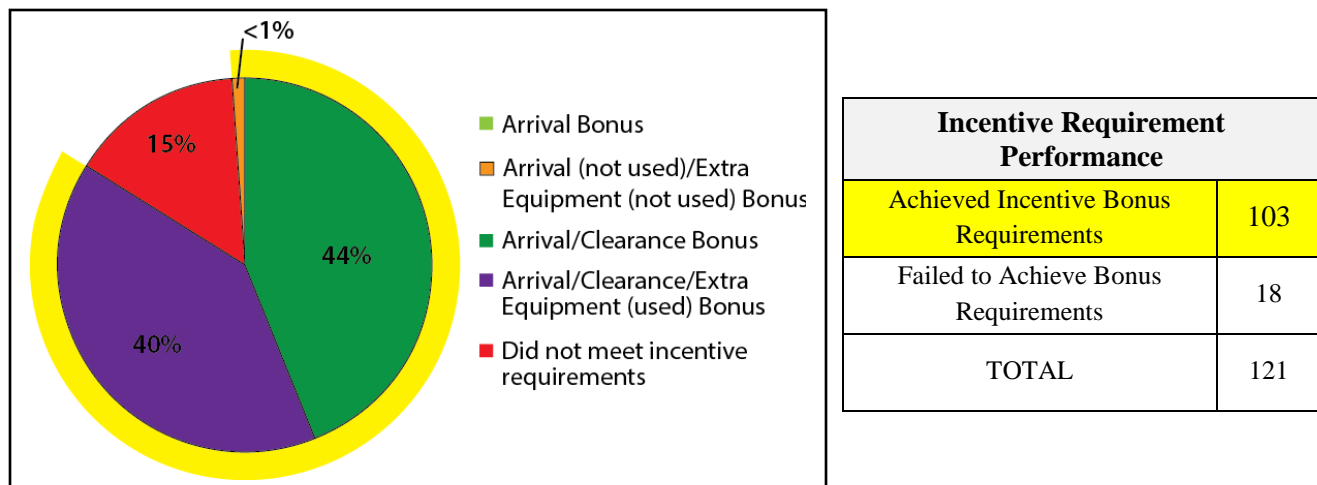 <1%
15%
44%
40%
Arrival Bonus
Arrival (not used)/Extra
Equipment (not used) Bonus
Arrival/Clearance Bonus
Arrival/Clearance/Extra
Equipment (used) Bonus
Did not meet incentive
requirements
Incentive Requirement
Performance
Achieved Incentive Bonus
Requirements
103
Failed to Achieve Bonus
Requirements
18
TOTAL
121